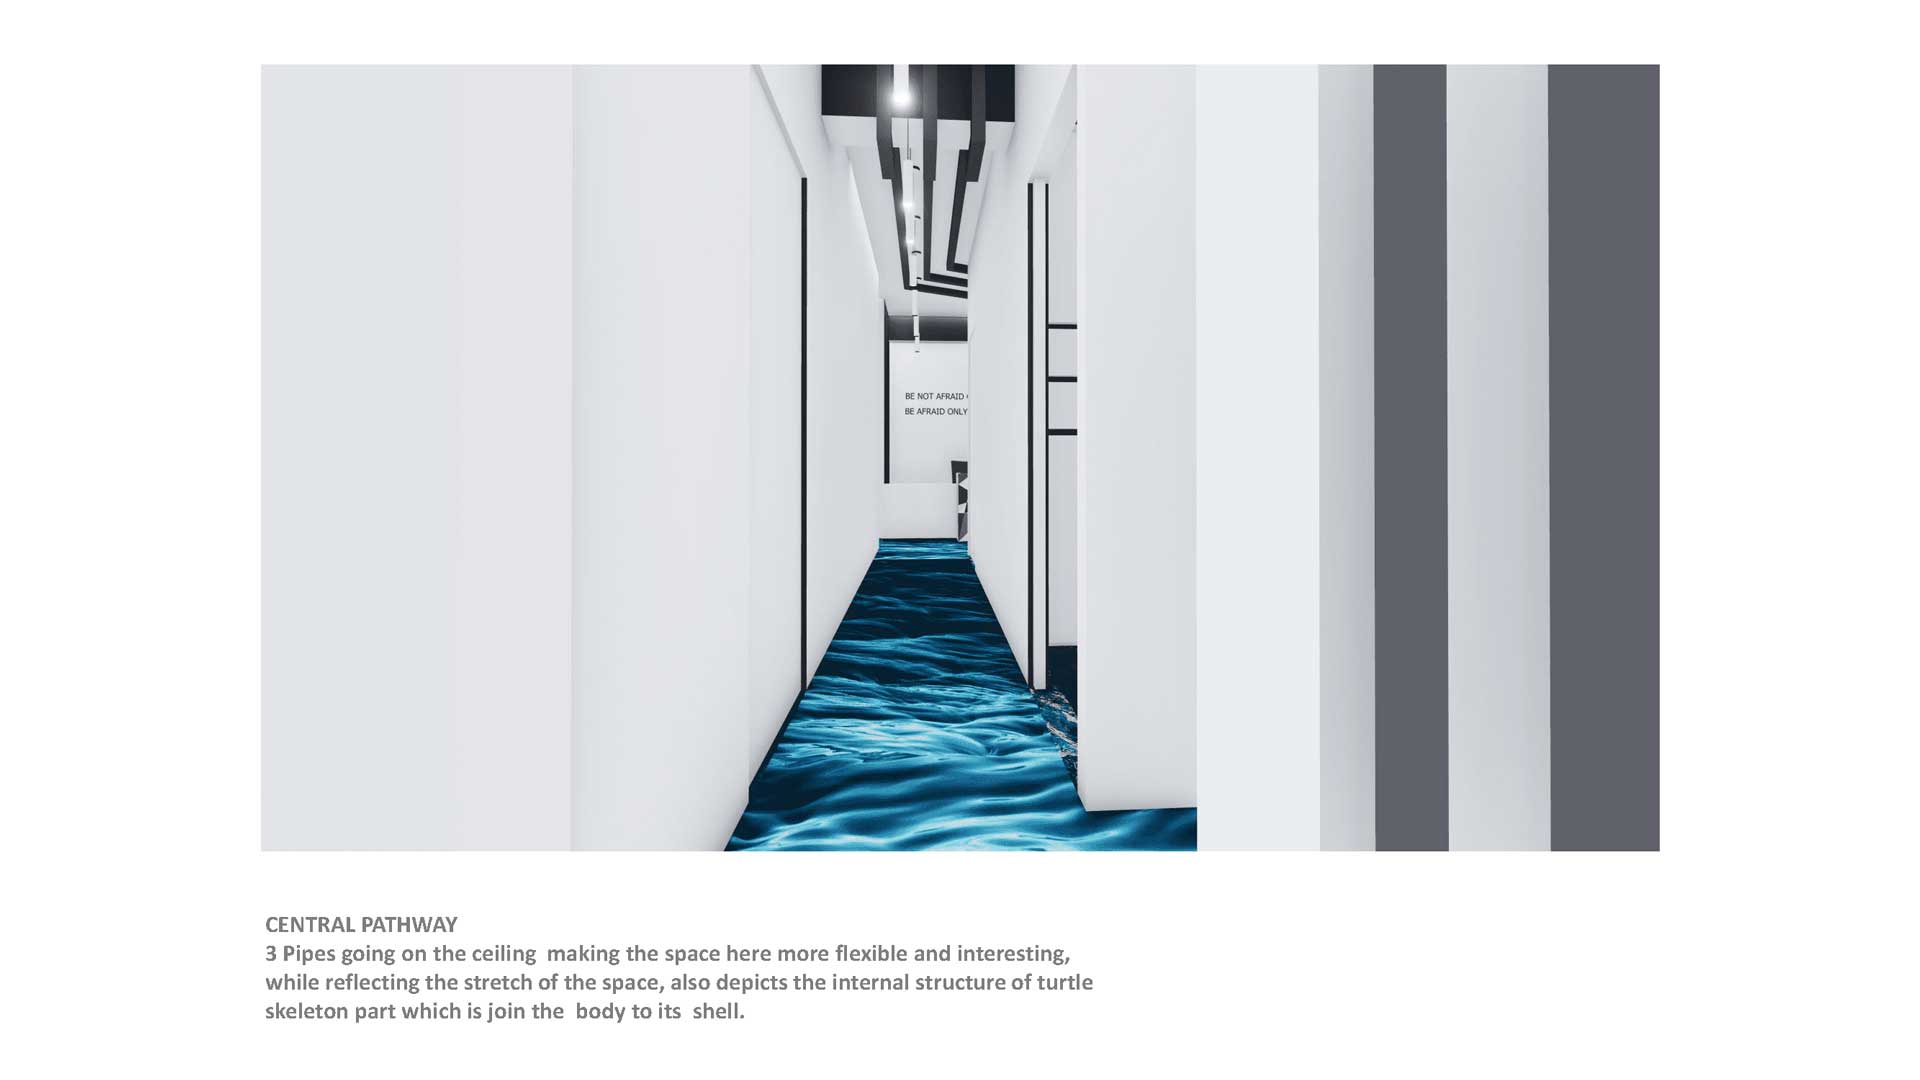 BE NOT AFRAID
BE AFRAID ONLY
CENTRAL PATHWAY
3 Pipes going on the ceiling  making the space here more flexible and interesting,
while reflecting the stretch of the space, also depicts the internal structure of turtle
skeleton part which is join the  body to its  shell.